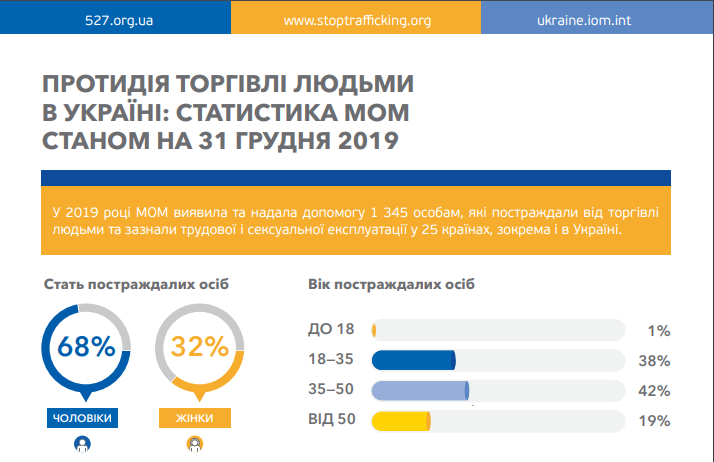 527.org.ua
www.stoptrafficking.org
ukraine.iom.int
ПРОТИДІЯ ТОРГІВЛІ ЛЮДЬМИ
В УКРАЇНІ: СТАТИСТИКА МОМ
СТАНОМ НА 31 ГРУДНЯ 2019
У 2019 році МОМ виявила та надала допомогу 1 345 особам, які постраждали від торгівлі
людьми та зазнали трудової і сексуальної експлуатації у 25 країнах, зокрема і в Україні.
Стать постраждалих осіб
68%
32%
ЧОЛОВІКИ
ЖІНКИ
Вік постраждалих осіб
ДО 18 1%
18–35 38%
35–50 42%
ВІД 50 19%